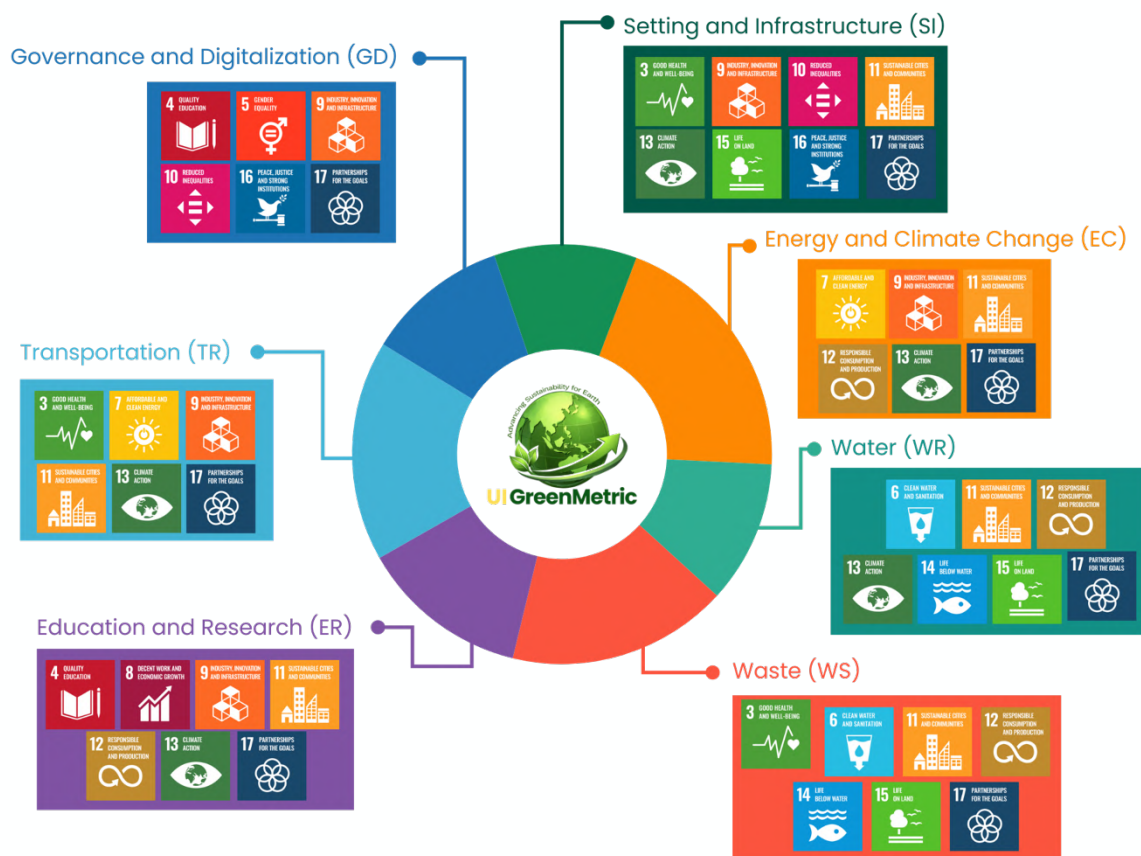 Setting and Infrastructure (SI)
3 GOOD HEALTH
AND WELL-BEING
9 INDUSTRY, INNOVATION
AND INFRASTRUCTURE
10 REDUCED
INEQUALITIES
11 SUSTAINABLE CITIES
AND COMMUNITIES
13 CLIMATE
ACTION
15 LIFE
ON LAND
16 PEACE, JUSTICE
AND STRONG
INSTITUTIONS
17 PARTNERSHIPS
FOR THE GOALS
Governance and Digitalization (GD)
4 QUALITY
EDUCATION
5 GENDER
EQUALITY
9 INDUSTRY, INNOVATION
AND INFRASTRUCTURE
10 REDUCED
INEQUALITIES
16 PEACE, JUSTICE
AND STRONG
INSTITUTIONS
17 PARTNERSHIPS
FOR THE GOALS
Energy and Climate Change (EC)
7 AFFORDABLE AND
CLEAN ENERGY
9 INDUSTRY, INNOVATION
AND INFRASTRUCTURE
11 SUSTAINABLE CITIES
AND COMMUNITIES
12 RESPONSIBLE
CONSUMPTION
AND PRODUCTION
13 CLIMATE
ACTION
17 PARTNERSHIPS
FOR THE GOALS
Transportation (TR)
3 GOOD HEALTH
AND WELL-BEING
7 AFFORDABLE AND
CLEAN ENERGY
9 INDUSTRY, INNOVATION
AND INFRASTRUCTURE
11 SUSTAINABLE CITIES
AND COMMUNITIES
13 CLIMATE
ACTION
17 PARTNERSHIPS
FOR THE GOALS
Advancing Sustainability for Earth
UI GreenMetric
Water (WR)
6 CLEAN WATER
AND SANITATION
11 SUSTAINABLE CITIES
AND COMMUNITIES
12 RESPONSIBLE
CONSUMPTION
AND PRODUCTION
13 CLIMATE
ACTION
14 LIFE
BELOW WATER
15 LIFE
ON LAND
17 PARTNERSHIPS
FOR THE GOALS
Education and Research (ER)
4 QUALITY
EDUCATION
8 DECENT WORK AND
ECONOMIC GROWTH
9 INDUSTRY, INNOVATION
AND INFRASTRUCTURE
11 SUSTAINABLE CITIES
AND COMMUNITIES
12 RESPONSIBLE
CONSUMPTION
AND PRODUCTION
13 CLIMATE
ACTION
17 PARTNERSHIPS
FOR THE GOALS
Waste (WS)
3 GOOD HEALTH
AND WELL-BEING
6 CLEAN WATER
AND SANITATION
11 SUSTAINABLE CITIES
AND COMMUNITIES
12 RESPONSIBLE
CONSUMPTION
AND PRODUCTION
14 LIFE
BELOW WATER
15 LIFE
ON LAND
17 PARTNERSHIPS
FOR THE GOALS